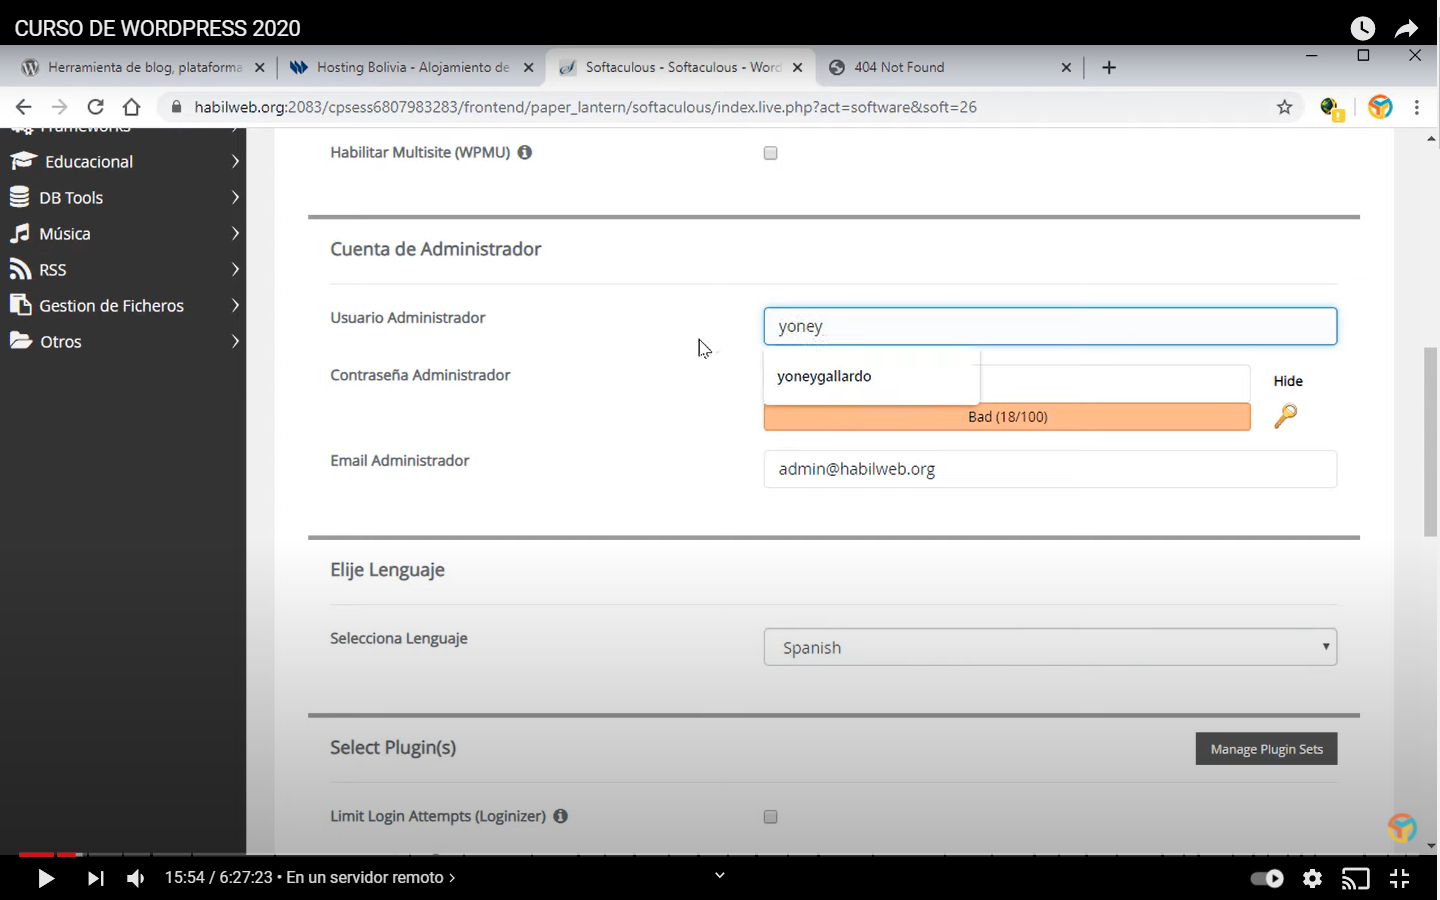 CURSO DE WORDPRESS 2020
Herramienta de blog, plataforma
Hosting Bolivia - Alojamiento de
Softaculous - Softaculous - Word
404 Not Found
habilweb.org:2083/cpsess6807983283/frontend/paper_lantern/softaculous/index.live.php?act=software&soft=26
Frameworks
Educacional
DB Tools
Música
RSS
Gestion de Ficheros
Otros
Habilitar Multisite (WPMU)
Cuenta de Administrador
Usuario Administrador
yoney
yoneygallardo
Contraseña Administrador
Hide
Bad (18/100)
Email Administrador
admin@habilweb.org
Elije Lenguaje
Selecciona Lenguaje
Spanish
Select Plugin(s)
Manage Plugin Sets
Limit Login Attempts (Loginizer)
15:54 / 6:27:23 • En un servidor remoto >